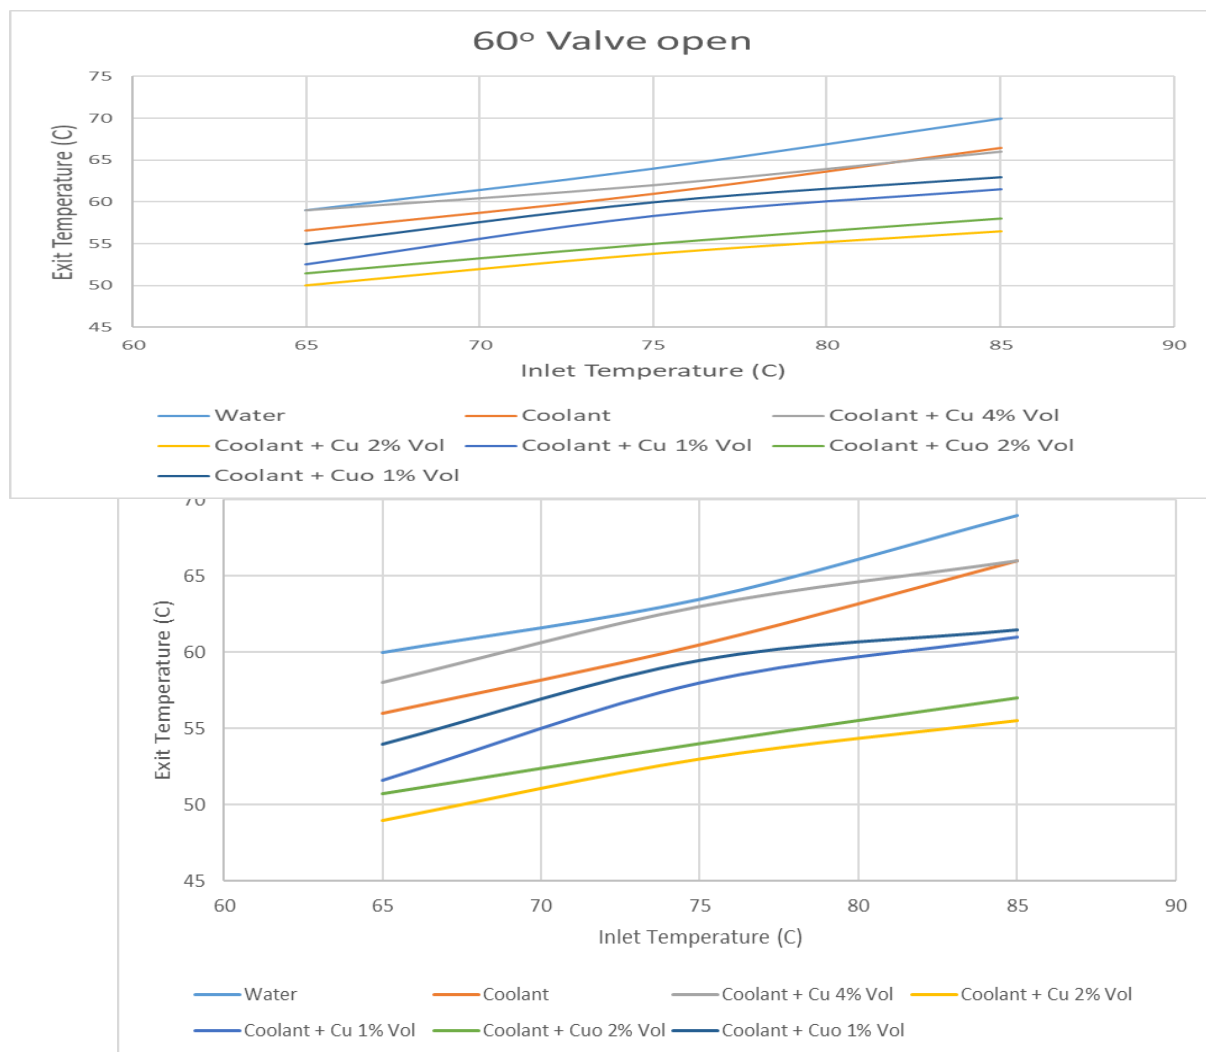 60° Valve open
75
70
65
60
55
50
45
Exit Temperature (C)
60 65 70 75 80 85 90
Inlet Temperature (C)
Water Coolant Coolant + Cu 4% Vol
Coolant + Cu 2% Vol Coolant + Cu 1% Vol Coolant + Cuo 2% Vol
Coolant + Cuo 1% Vol
70
65
60
55
50
45
Exit Temperature (C)
60 65 70 75 80 85 90
Inlet Temperature (C)
Water Coolant Coolant + Cu 4% Vol Coolant + Cu 2% Vol
Coolant + Cu 1% Vol Coolant + Cuo 2% Vol Coolant + Cuo 1% Vol